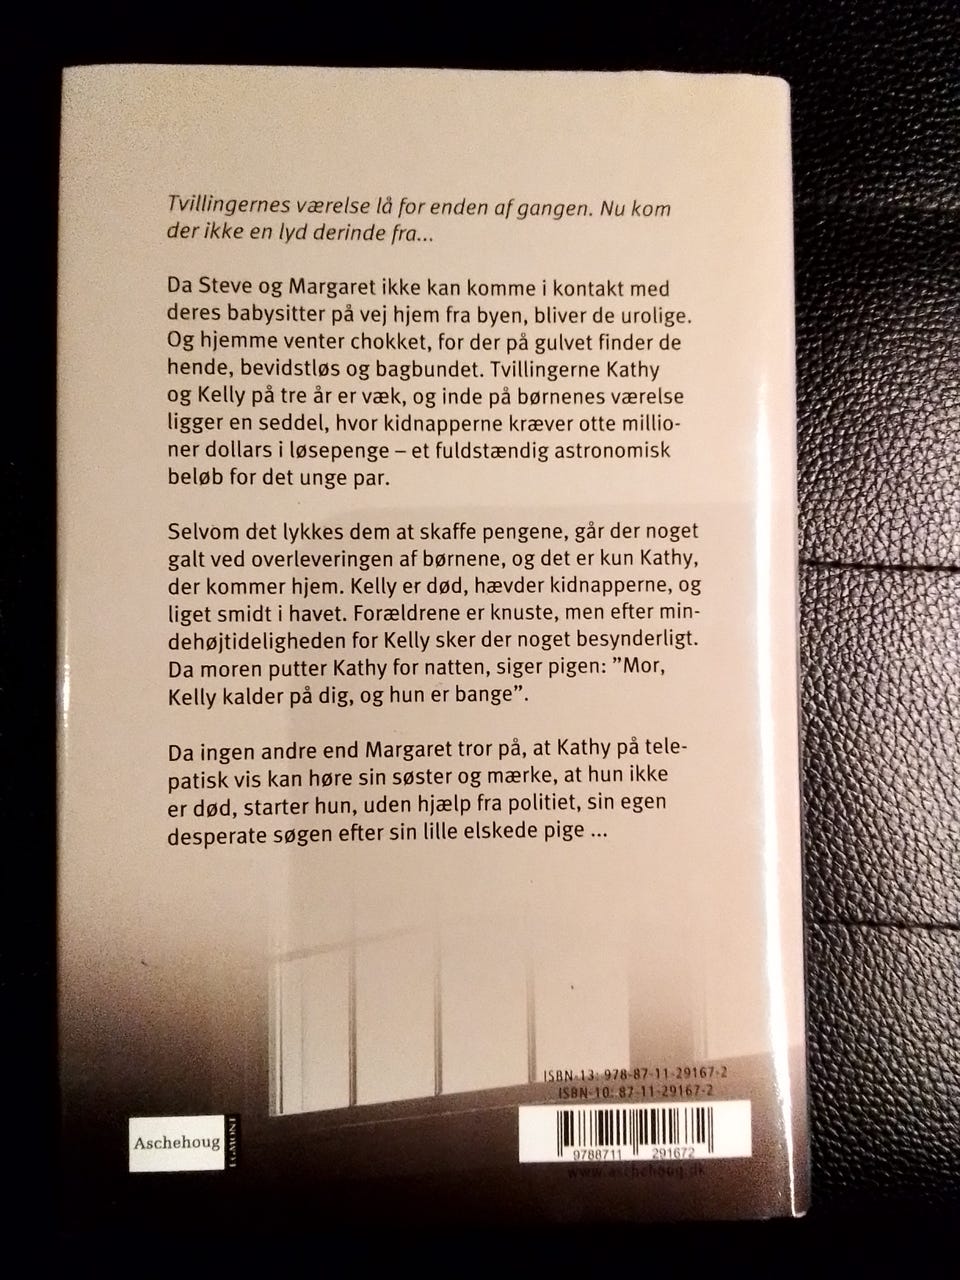 Tvillingernes værelse lå for enden af gangen. Nu kom
der ikke en lyd derinde fra...
Da Steve og Margaret ikke kan komme i kontakt med
deres babysitter på vej hjem fra byen, bliver de urolige.
Og hjemme venter chokket, for der på gulvet finder de
hende, bevidstløs og bagbundet. Tvillingerne Kathy
og Kelly på tre år er væk, og inde på børnenes værelse
ligger en seddel, hvor kidnapperne kræver otte millio-
ner dollars i løsepenge – et fuldstændig astronomisk
beløb for det unge par.
Selvom det lykkes dem at skaffe pengene, går der noget
galt ved overleveringen af børnene, og det er kun Kathy,
der kommer hjem. Kelly er død, hævder kidnapperne, og
liget smidt i havet. Forældrene er knuste, men efter min-
dehøjtideligheden for Kelly sker der noget besynderligt.
Da moren putter Kathy for natten, siger pigen: ”Mor,
Kelly kalder på dig, og hun er bange”.
Da ingen andre end Margaret tror på, at Kathy på tele-
patisk vis kan høre sin søster og mærke, at hun ikke
er død, starter hun, uden hjælp fra politiet, sin egen
desperate søgen efter sin lille elskede pige ...
ISBN-13: 978-87-11-29167-2
ISBN-10: 87-11-29167-2
Aschehoug
EGMONT
9788711 291672
www.aschehoug.dk